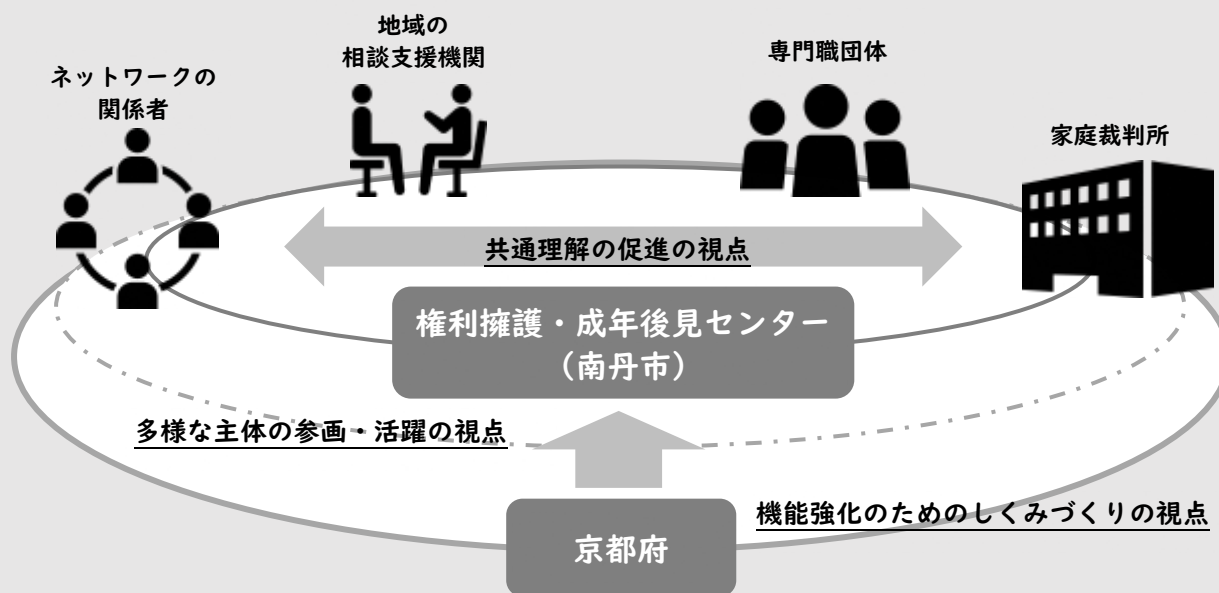 地域の
相談支援機関
専門職団体
ネットワークの
関係者
家庭裁判所
共通理解の促進の視点
権利擁護・成年後見センター
（南丹市）
多様な主体の参画・活躍の視点
機能強化のためのしくみづくりの視点
京都府